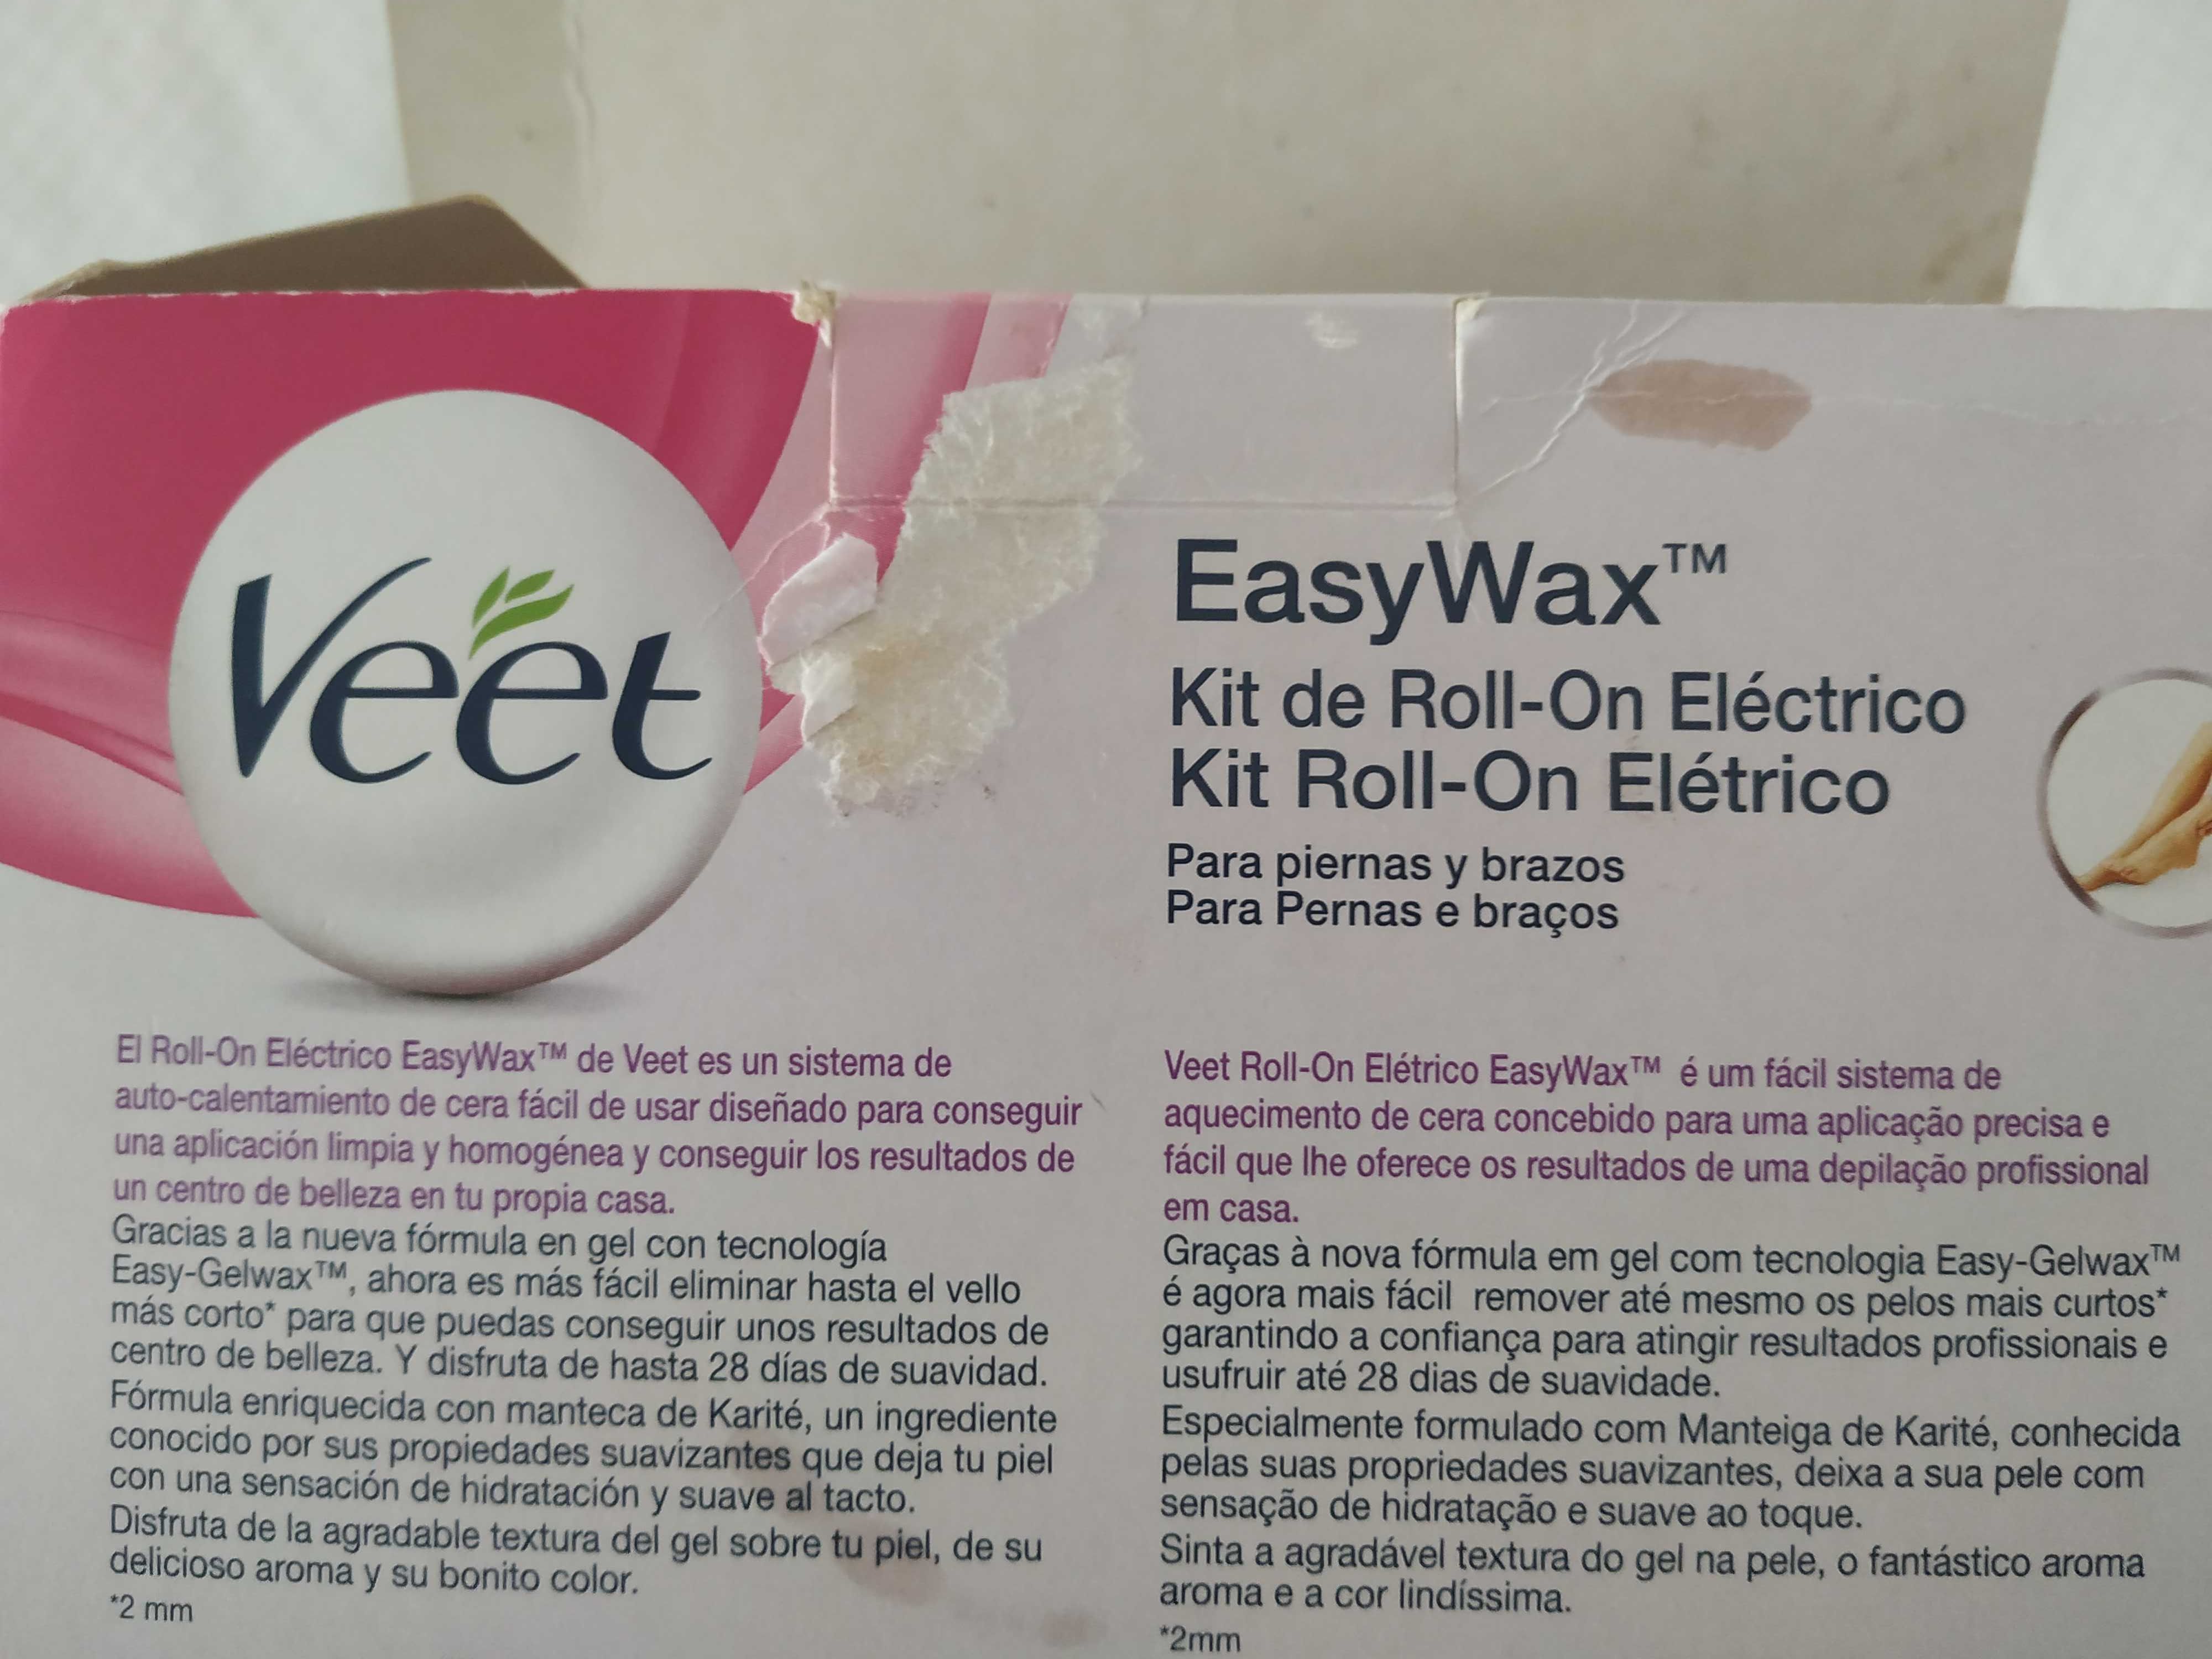 Veet
EasyWax™
Kit de Roll-On Eléctrico
Kit Roll-On Elétrico
Para piernas y brazos
Para Pernas e braços
El Roll-On Eléctrico EasyWax™ de Veet es un sistema de
auto-calentamiento de cera fácil de usar diseñado para conseguir
una aplicación limpia y homogénea y conseguir los resultados de
un centro de belleza en tu propia casa.
Gracias a la nueva fórmula en gel con tecnología
Easy-Gelwax™, ahora es más fácil eliminar hasta el vello
más corto* para que puedas conseguir unos resultados de
centro de belleza. Y disfruta de hasta 28 días de suavidad.
Fórmula enriquecida con manteca de Karité, un ingrediente
conocido por sus propiedades suavizantes que deja tu piel
con una sensación de hidratación y suave al tacto.
Disfruta de la agradable textura del gel sobre tu piel, de su
delicioso aroma y su bonito color.
*2 mm
Veet Roll-On Elétrico EasyWax™ é um fácil sistema de
aquecimento de cera concebido para uma aplicação precisa e
fácil que lhe oferece os resultados de uma depilação profissional
em casa.
Graças à nova fórmula em gel com tecnologia Easy-Gelwax™
é agora mais fácil remover até mesmo os pelos mais curtos*
garantindo a confiança para atingir resultados profissionais e
usufruir até 28 dias de suavidade.
Especialmente formulado com Manteiga de Karité, conhecida
pelas suas propriedades suavizantes, deixa a sua pele com
sensação de hidratação e suave ao toque.
Sinta a agradável textura do gel na pele, o fantástico aroma
aroma e a cor lindíssima.
*2mm